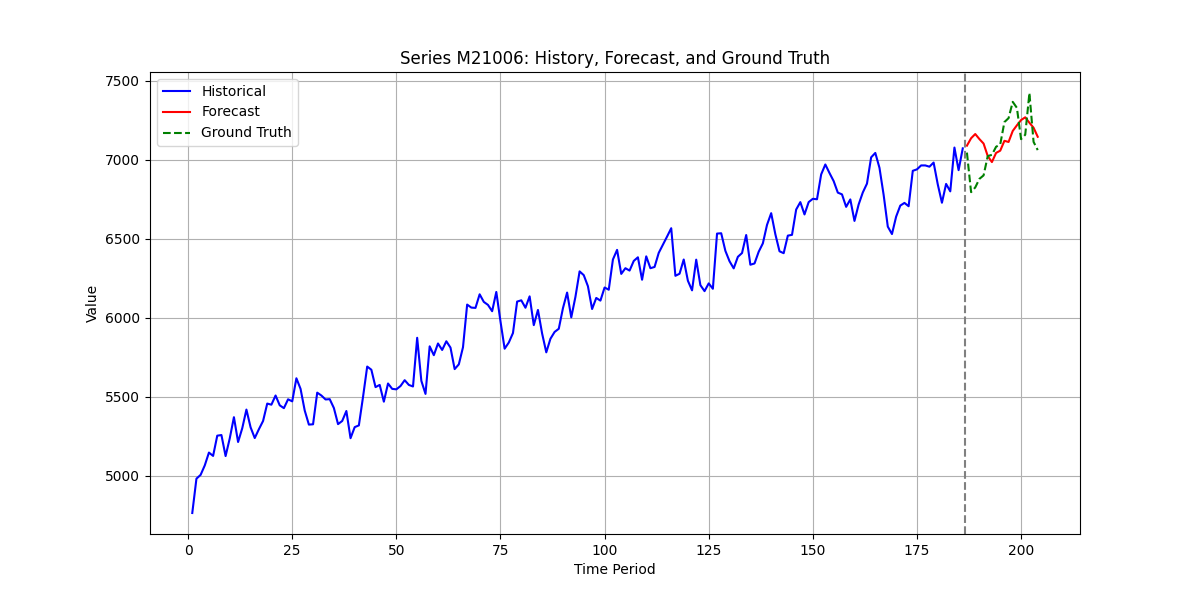 Series M21006: History, Forecast, and Ground Truth
Historical
Forecast
Ground Truth
7500
7000
6500
6000
5500
5000
Value
0 25 50 75 100 125 150 175 200
Time Period